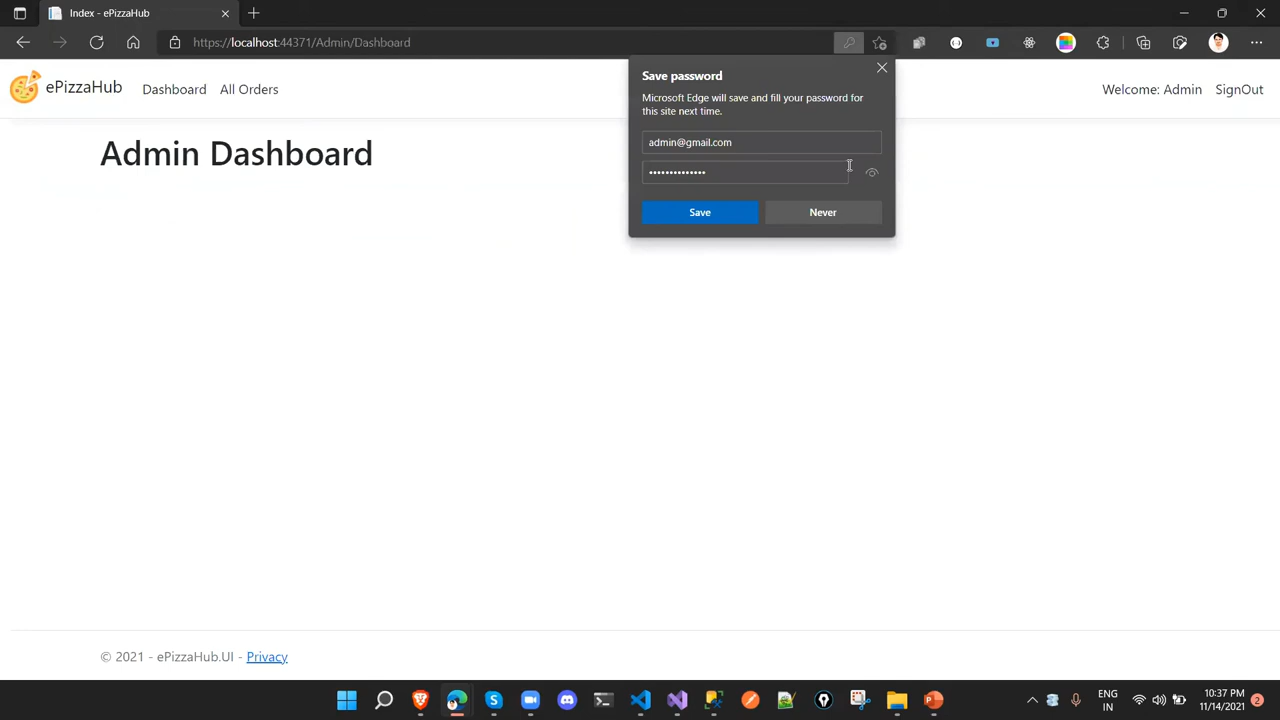 Index - ePizzaHub
https://localhost:44371/Admin/Dashboard
ePizzaHub
Dashboard
All Orders
Welcome: Admin
SignOut
Save password
Microsoft Edge will save and fill your password for
this site next time.
admin@gmail.com
••••••••••••••
Save
Never
Admin Dashboard
© 2021 - ePizzaHub.UI - Privacy
ENG
IN
10:37 PM
11/14/2021
2